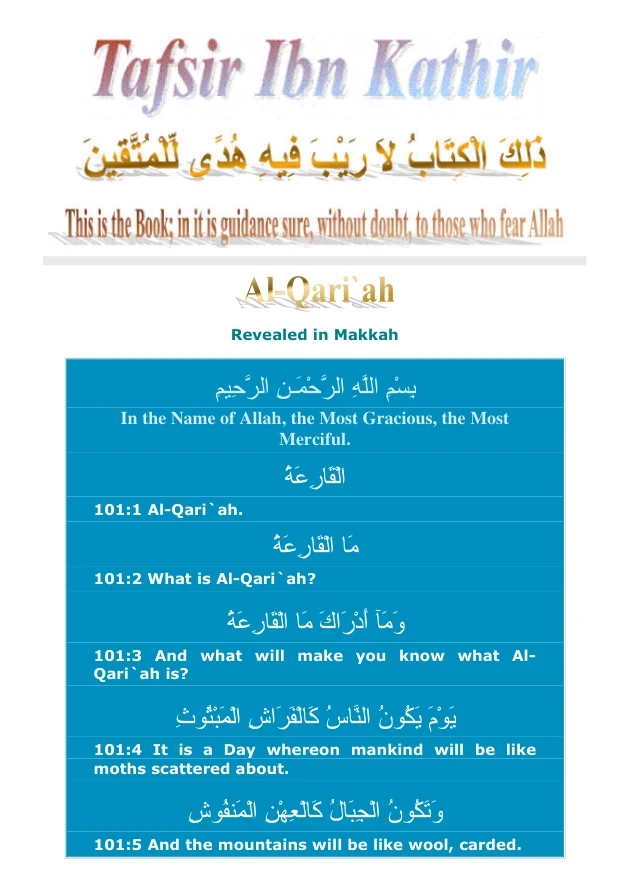 Tafsir Ibn Kathir
ذَلِكَ الْكِتَابُ لاَ رَيْبَ فِيهِ هُدًى لِّلْمُتَّقِينَ
This is the Book; in it is guidance sure, without doubt, to those who fear Allah
Al-Qari`ah
Revealed in Makkah
بِسْمِ اللَّهِ الرَّحْمَـنِ الرَّحِيمِ
In the Name of Allah, the Most Gracious, the Most
Merciful.
الْقَارِعَةُ
101:1 Al-Qari`ah.
مَا الْقَارِعَةُ
101:2 What is Al-Qari`ah?
وَمَآ أَدْرَاكَ مَا الْقَارِعَةُ
101:3 And what will make you know what Al-
Qari`ah is?
يَوْمَ يَكُونُ النَّاسُ كَالْفَرَاشِ الْمَبْثُوثِ
101:4 It is a Day whereon mankind will be like
moths scattered about.
وَتَكُونُ الْجِبَالُ كَالْعِهْنِ الْمَنفُوشِ
101:5 And the mountains will be like wool, carded.